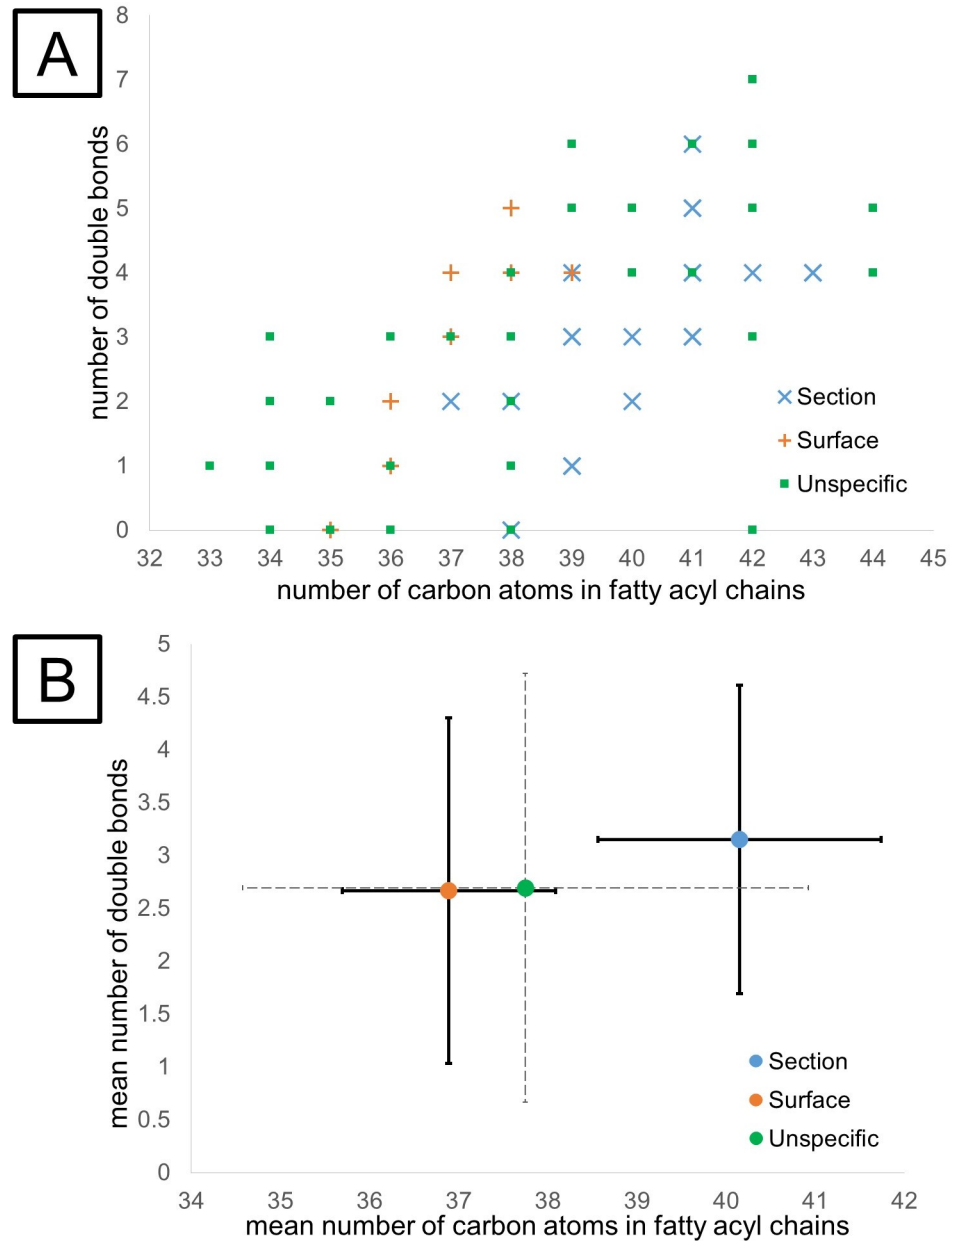 A
8
7
6
5
4
3
2
1
0
number of double bonds
Section
Surface
Unspecific
32 33 34 35 36 37 38 39 40 41 42 43 44 45
number of carbon atoms in fatty acyl chains
B
5
4.5
4
3.5
3
2.5
2
1.5
1
0.5
0
mean number of double bonds
Section
Surface
Unspecific
34 35 36 37 38 39 40 41 42
mean number of carbon atoms in fatty acyl chains